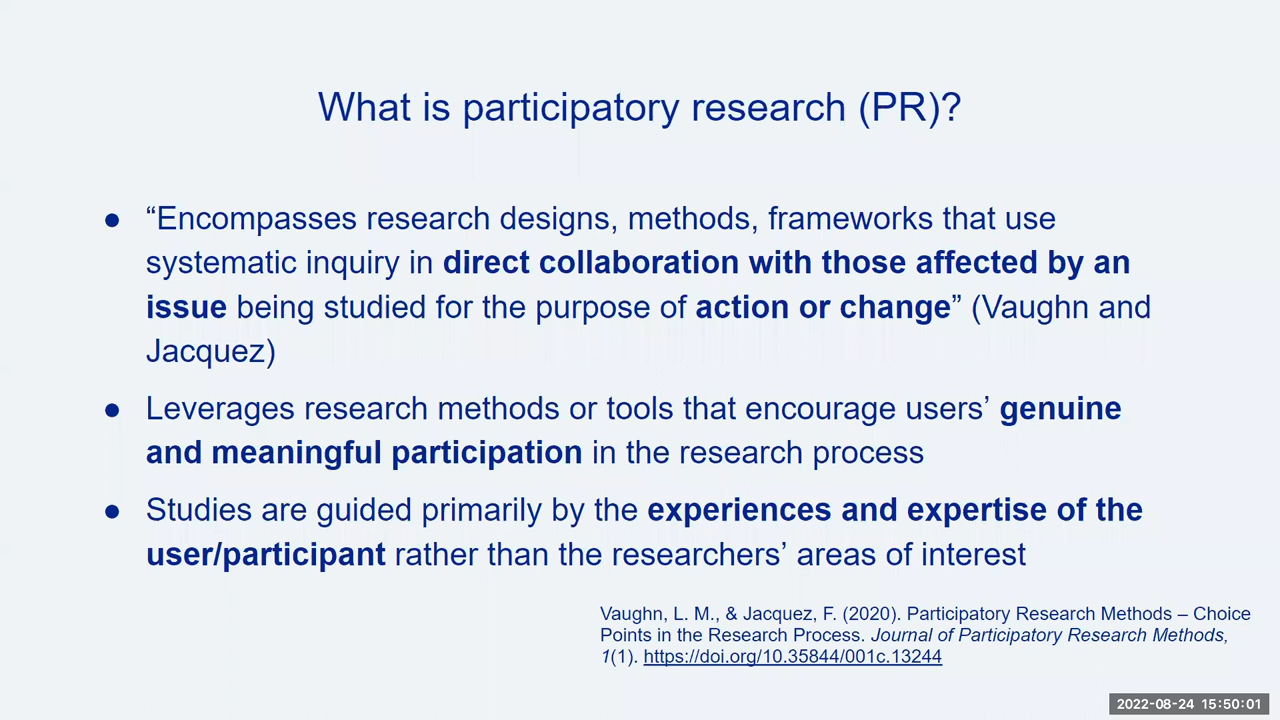 What is participatory research (PR)?
● “Encompasses research designs, methods, frameworks that use
systematic inquiry in direct collaboration with those affected by an
issue being studied for the purpose of action or change” (Vaughn and
Jacquez)
● Leverages research methods or tools that encourage users’ genuine
and meaningful participation in the research process
● Studies are guided primarily by the experiences and expertise of the
user/participant rather than the researchers’ areas of interest
Vaughn, L. M., & Jacquez, F. (2020). Participatory Research Methods – Choice
Points in the Research Process. Journal of Participatory Research Methods,
1(1). https://doi.org/10.35844/001c.13244
2022-08-24 15:50:01